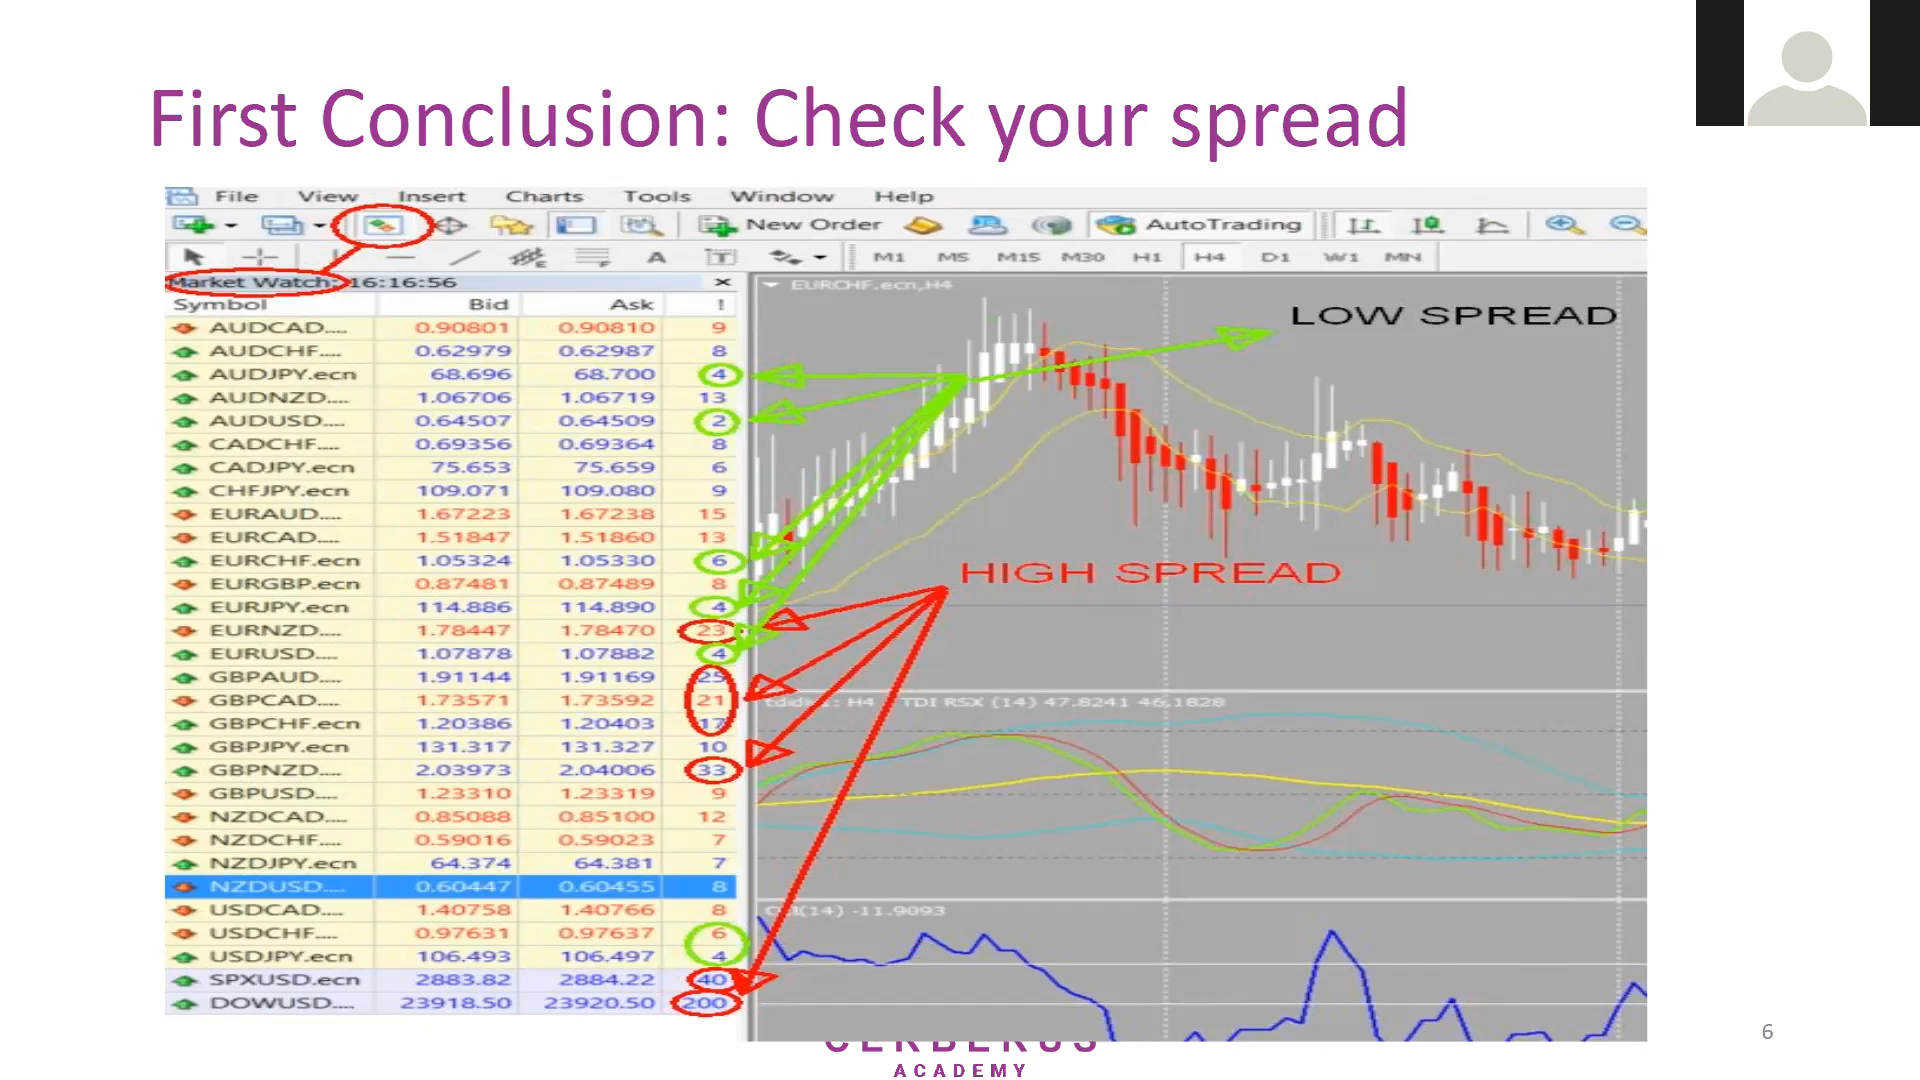 First Conclusion: Check your spread
File View Insert Charts Tools Window Help
New Order AutoTrading
A T M1 M5 M15 M30 H1 H4 D1 W1 MN
Market Watch: 16:16:56
Symbol Bid Ask !
AUDCAD.... 0.90801 0.90810 9
AUDCHF.... 0.62979 0.62987 8
AUDJPY.ecn 68.696 68.700 4
AUDNZD.... 1.06706 1.06719 13
AUDUSD.... 0.64507 0.64509 2
CADCHF.... 0.69356 0.69364 8
CADJPY.ecn 75.653 75.659 6
CHFJPY.ecn 109.071 109.080 9
EURAUD.... 1.67223 1.67238 15
EURCAD.... 1.51847 1.51860 13
EURCHF.ecn 1.05324 1.05330 6
EURGBP.ecn 0.87481 0.87489 8
EURJPY.ecn 114.886 114.890 4
EURNZD.... 1.78447 1.78470 23
EURUSD.... 1.07878 1.07882 4
GBPAUD.... 1.91144 1.91169 25
GBPCAD.... 1.73571 1.73592 21
GBPCHF.ecn 1.20386 1.20403 17
GBPJPY.ecn 131.317 131.327 10
GBPNZD.... 2.03973 2.04006 33
GBPUSD.... 1.23310 1.23319 9
NZDCAD.... 0.85088 0.85100 12
NZDCHF.... 0.59016 0.59023 7
NZDJPY.ecn 64.374 64.381 7
NZDUSD.... 0.60447 0.60455 8
USDCAD.... 1.40758 1.40766 8
USDCHF.... 0.97631 0.97637 6
USDJPY.ecn 106.493 106.497 4
SPXUSD.ecn 2883.82 2884.22 40
DOWUSD.... 23918.50 23920.50 200
EURCHF.ecn,H4
LOW SPREAD
HIGH SPREAD
H4 TDI RSX (14) 47.8241 46.1828
(14) -11.9093
CERBERUS
ACADEMY
6